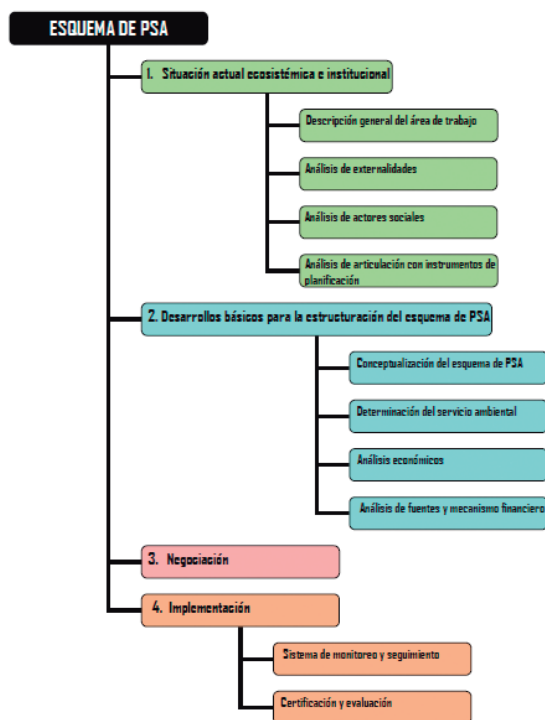 ESQUEMA DE PSA
1. Situación actual ecosistémica e institucional
Descripción general del área de trabajo
Análisis de externalidades
Análisis de actores sociales
Análisis de articulación con instrumentos de
planificación
2. Desarrollos básicos para la estructuración del esquema de PSA
Conceptualización del esquema de PSA
Determinación del servicio ambiental
Análisis económicos
Análisis de fuentes y mecanismo financiero
3. Negociación
4. Implementación
Sistema de monitoreo y seguimiento
Certificación y evaluación